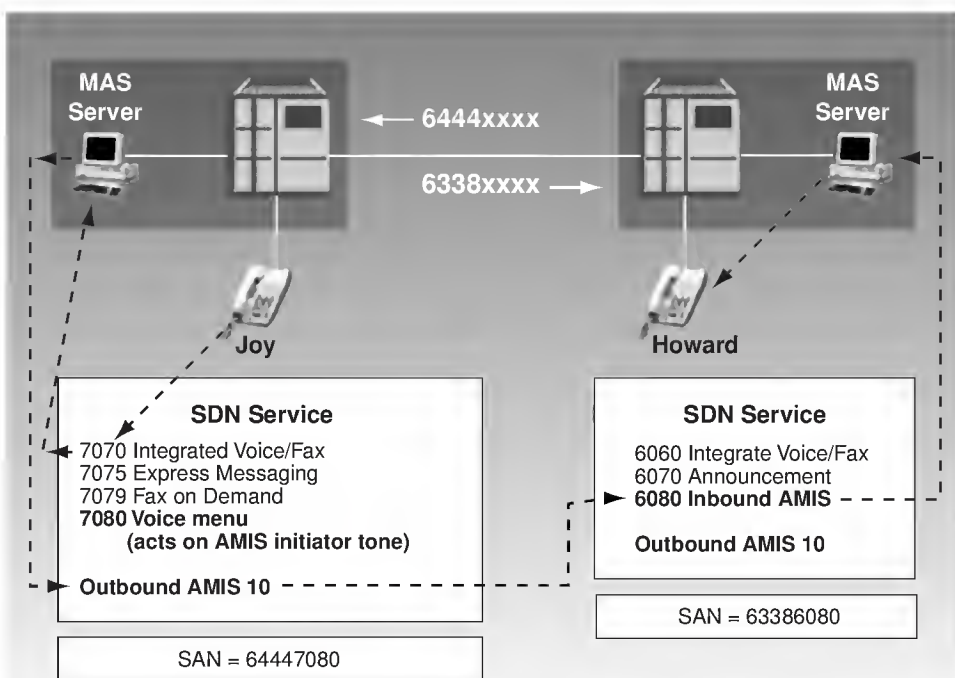 MAS
Server
MAS
Server
6444xxxx
6338xxxx
Joy
Howard
SDN Service
7070 Integrated Voice/Fax
7075 Express Messaging
7079 Fax on Demand
7080 Voice menu
(acts on AMIS initiator tone)
Outbound AMIS 10
SAN = 64447080
SDN Service
6060 Integrate Voice/Fax
6070 Announcement
6080 Inbound AMIS
Outbound AMIS 10
SAN = 63386080